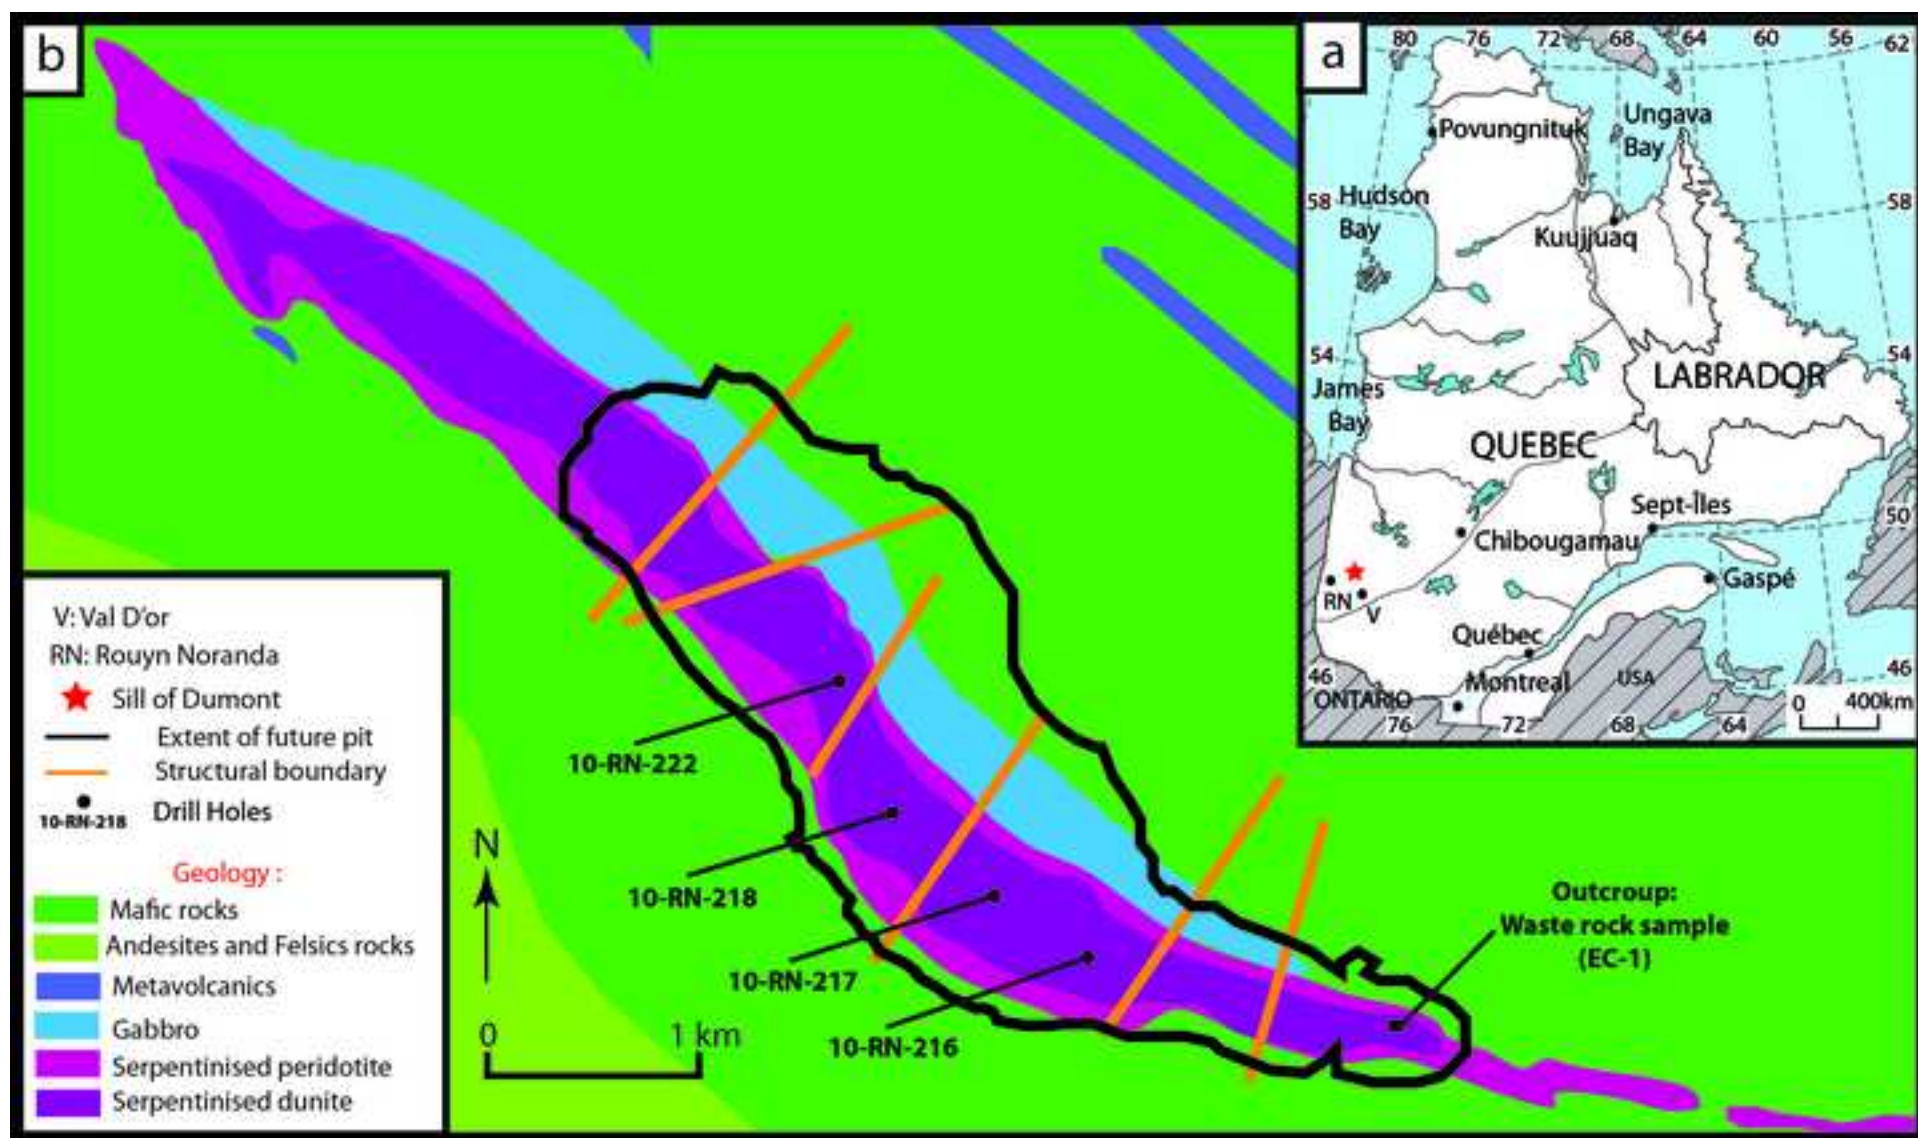 b
10-RN-222
10-RN-218
10-RN-217
10-RN-216
Outcroup:
Waste rock sample
(EC-1)
N
0 1 km
V: Val D'or
RN: Rouyn Noranda
Sill of Dumont
Extent of future pit
Structural boundary
10-RN-218 Drill Holes
Geology :
Mafic rocks
Andesites and Felsics rocks
Metavolcanics
Gabbro
Serpentinised peridotite
Serpentinised dunite
a
80 76 72 68 64 60 56 62
Povungnituk
Ungava
Bay
58 Hudson
Bay
58
Kuujjuaq
54
54
James
Bay
LABRADOR
QUEBEC
Sept-Îles
50
Chibougamau
Gaspé
RN
V
Québec
46
46
Montreal
USA
ONTARIO
76 72 68 64
0 400km